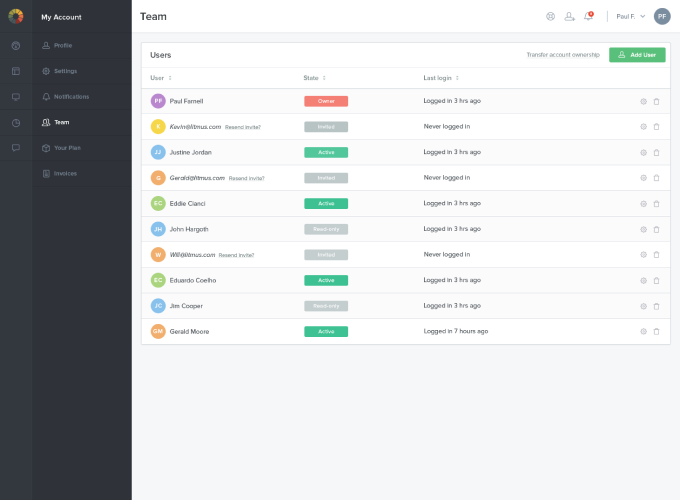 My Account
Team
Paul F.
PF
Profile
Settings
Notifications
Team
Your Plan
Invoices
Users
Transfer account ownership
Add User
User State Last login
PF Paul Farnell Owner Logged in 3 hrs ago
K Kevin@litmus.com Resend invite? Invited Never logged in
JJ Justine Jordan Active Logged in 3 hrs ago
G Gerald@litmus.com Resend invite? Invited Never logged in
EC Eddie Cianci Active Logged in 3 hrs ago
JH John Hargoth Read-only Logged in 3 hrs ago
W Will@litmus.com Resend invite? Invited Never logged in
EC Eduardo Coelho Active Logged in 3 hrs ago
JC Jim Cooper Read-only Logged in 3 hrs ago
GM Gerald Moore Active Logged in 7 hours ago